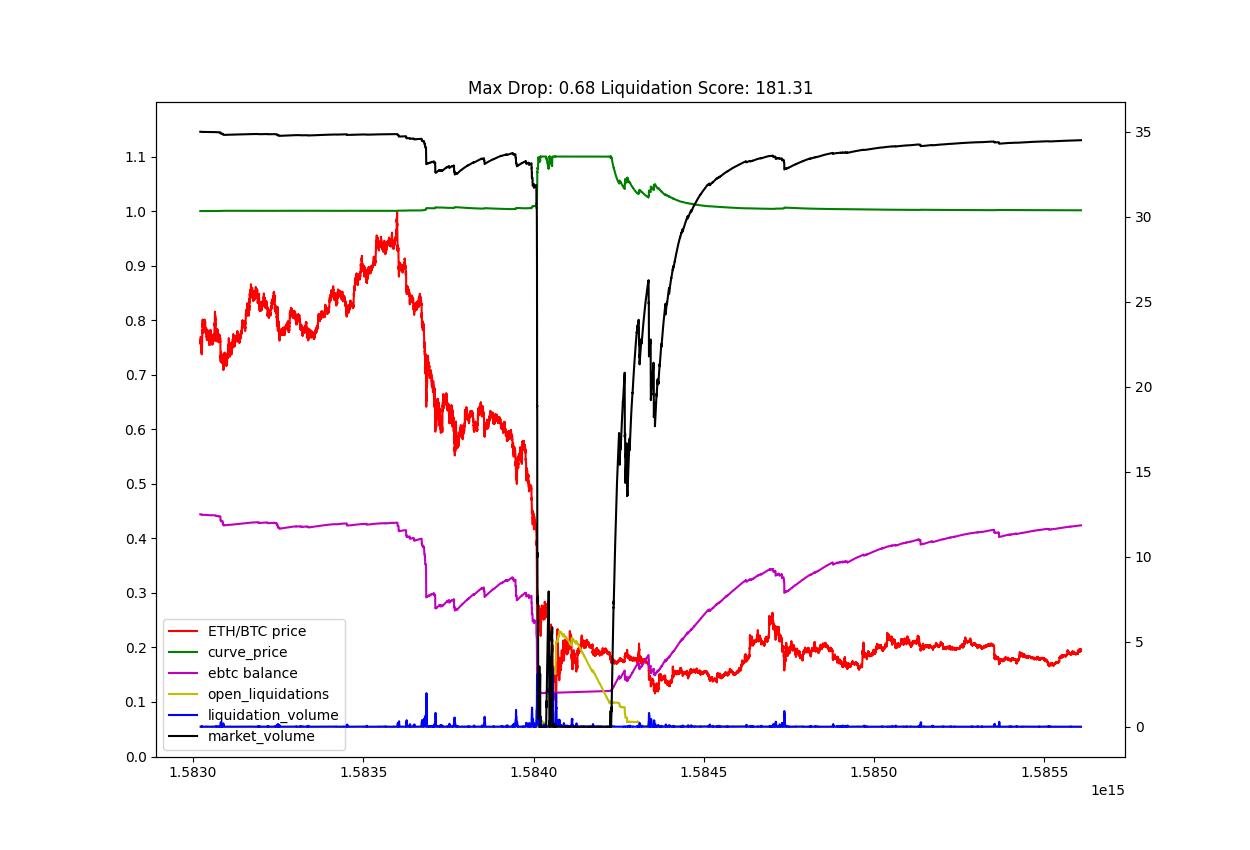 Max Drop: 0.68 Liquidation Score: 181.31
1.1
1.0
0.9
0.8
0.7
0.6
0.5
0.4
0.3
0.2
0.1
0.0
35
30
25
20
15
10
5
0
ETH/BTC price
curve_price
ebtc balance
open_liquidations
liquidation_volume
market_volume
1.5830 1.5835 1.5840 1.5845 1.5850 1.5855
1e15